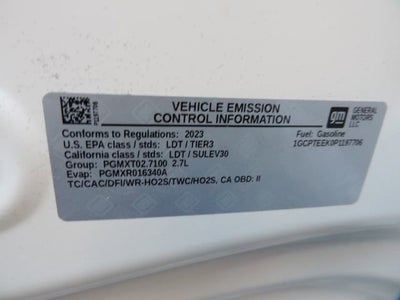 VEHICLE EMISSION
CONTROL INFORMATION
gm
GENERAL
MOTORS
LLC
Conforms to Regulations: 2023
Fuel: Gasoline
U.S. EPA class / stds: LDT / TIER3
1GCPTEEK0P1197706
California class / stds: LDT / SULEV30
Group: PGMXT02.7100 2.7L
Evap: PGMXR016340A
TC/CAC/DFI/WR-HO2S/TWC/HO2S, CA OBD: II